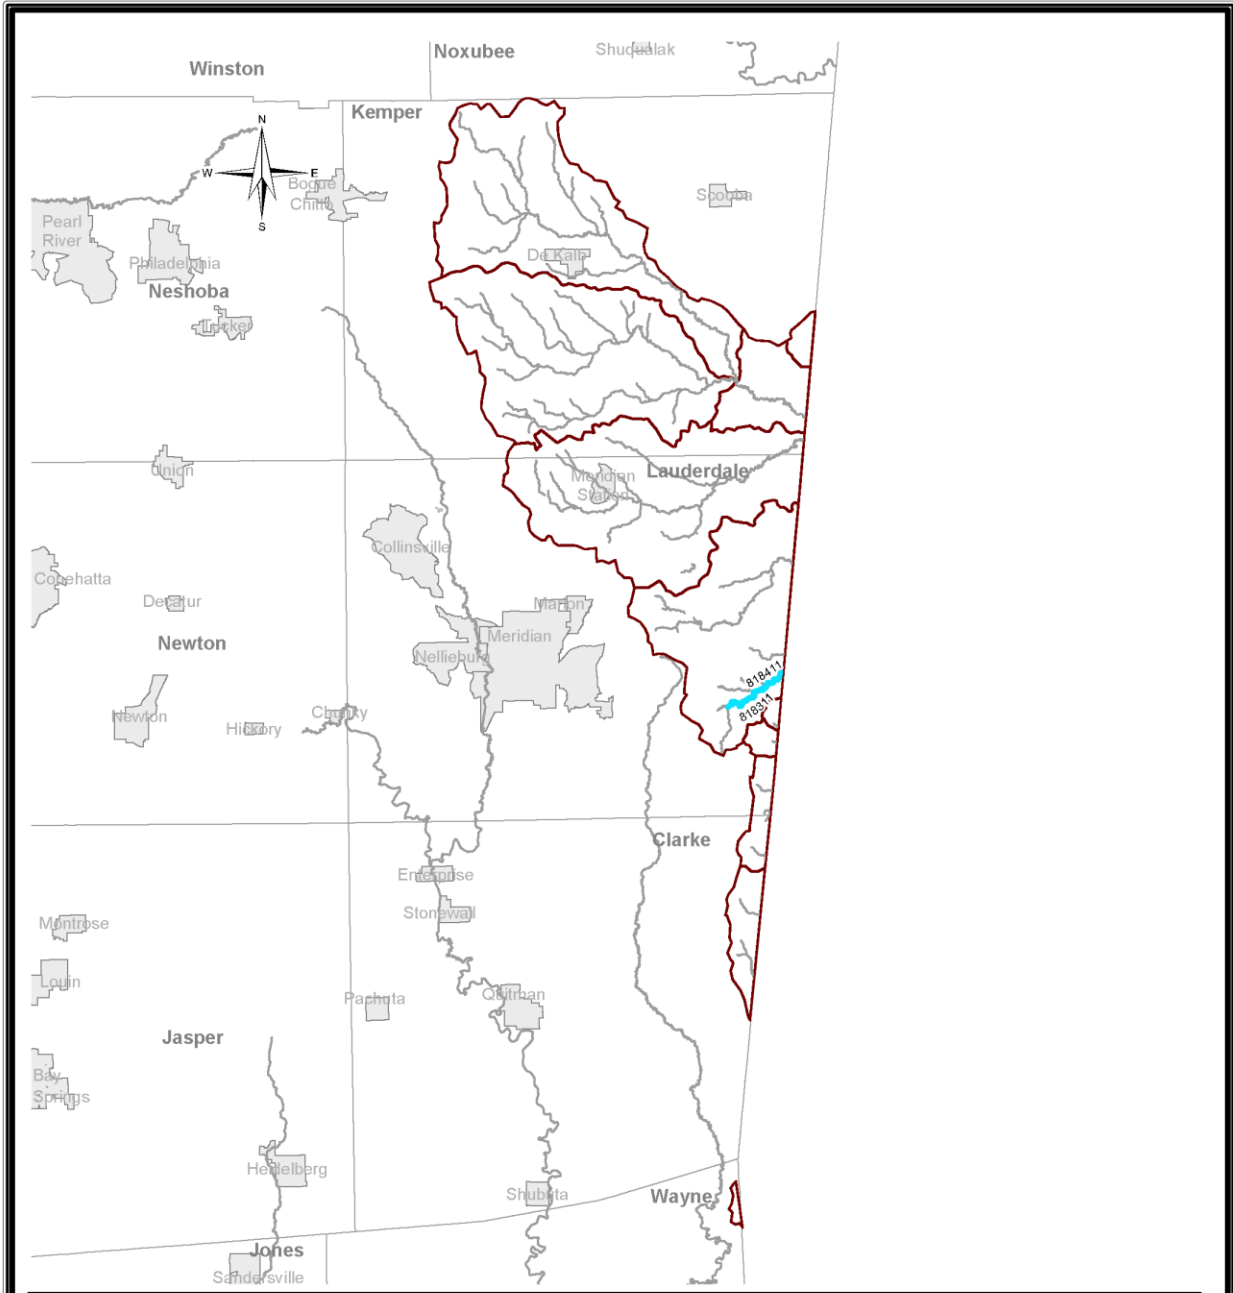 Noxubee
Shuqualak
Winston
Kemper
N
W
E
S
Bogue
Chitto
Scooba
Pearl
River
Philadelphia
De Kalb
Neshoba
Tucker
Union
Lauderdale
Meridian
Station
Collinsville
Conehatta
Decatur
Marion
Newton
Meridian
Nellieburg
818411
818311
Newton
Chunky
Hickory
Clarke
Enterprise
Stonewall
Montrose
Louin
Pachuta
Quitman
Jasper
Bay
Springs
Heidelberg
Shubuta
Wayne
Jones
Sandersville